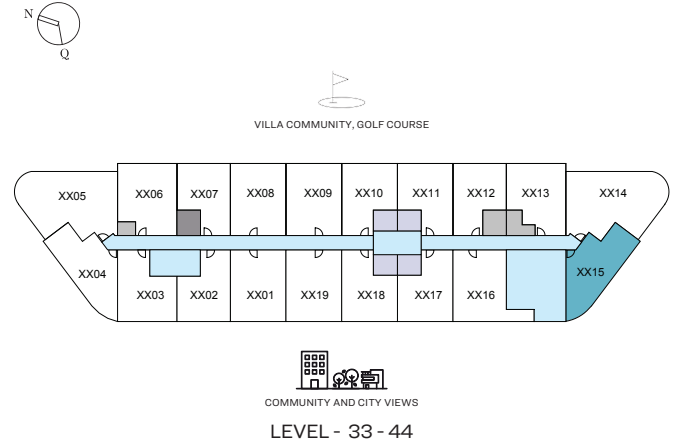 N
Q
VILLA COMMUNITY, GOLF COURSE
XX05 XX06 XX07 XX08 XX09 XX10 XX11 XX12 XX13 XX14
XX04 XX15
XX03 XX02 XX01 XX19 XX18 XX17 XX16
COMMUNITY AND CITY VIEWS
LEVEL - 33 - 44